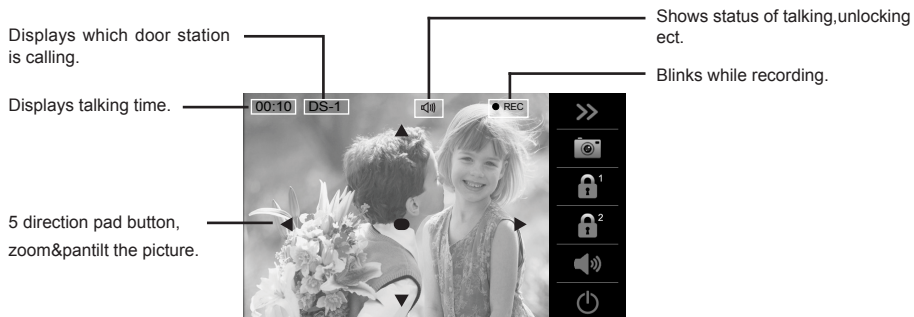 Displays which door station
is calling.
Displays talking time.
5 direction pad button,
zoom&pantilt the picture.
00:10 DS-1 REC
1
2
Shows status of talking,unlocking
ect.
Blinks while recording.